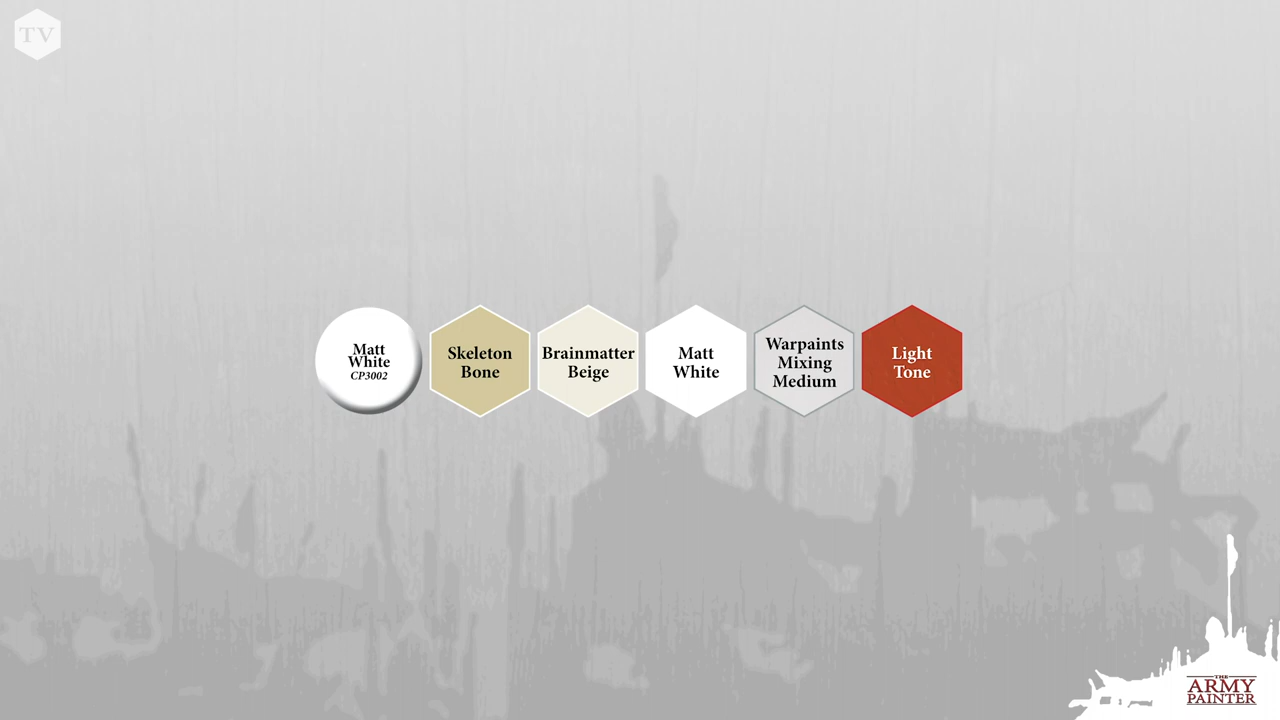 TV
Matt
White
CP3002
Skeleton
Bone
Brainmatter
Beige
Matt
White
Warpaints
Mixing
Medium
Light
Tone
THE
ARMY
PAINTER